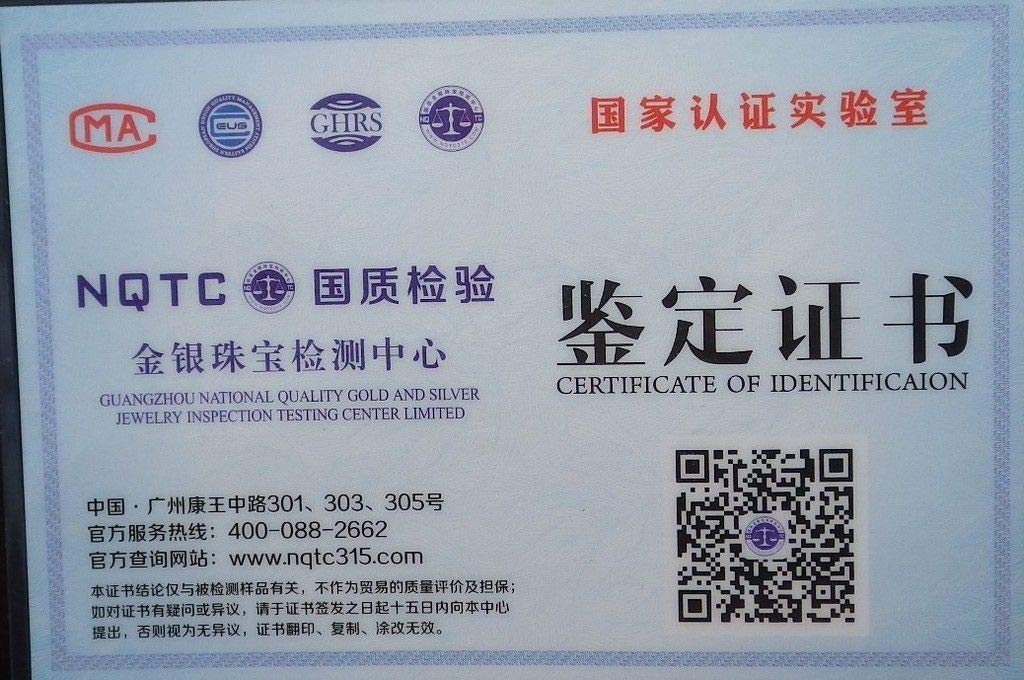 CMA
CEUS
GHRS
国家认证实验室
NQTC 国质检验
金银珠宝检测中心
GUANGZHOU NATIONAL QUALITY GOLD AND SILVER
JEWELRY INSPECTION TESTING CENTER LIMITED
鉴定证书
CERTIFICATE OF IDENTIFICAION
中国·广州康王中路301、303、305号
官方服务热线：400-088-2662
官方查询网站：www.nqtc315.com
本证书结论仅与被检测样品有关，不作为贸易的质量评价及担保；
如对证书有疑问或异议，请于证书签发之日起十五日内向本中心
提出，否则视为无异议，证书翻印、复制、涂改无效。